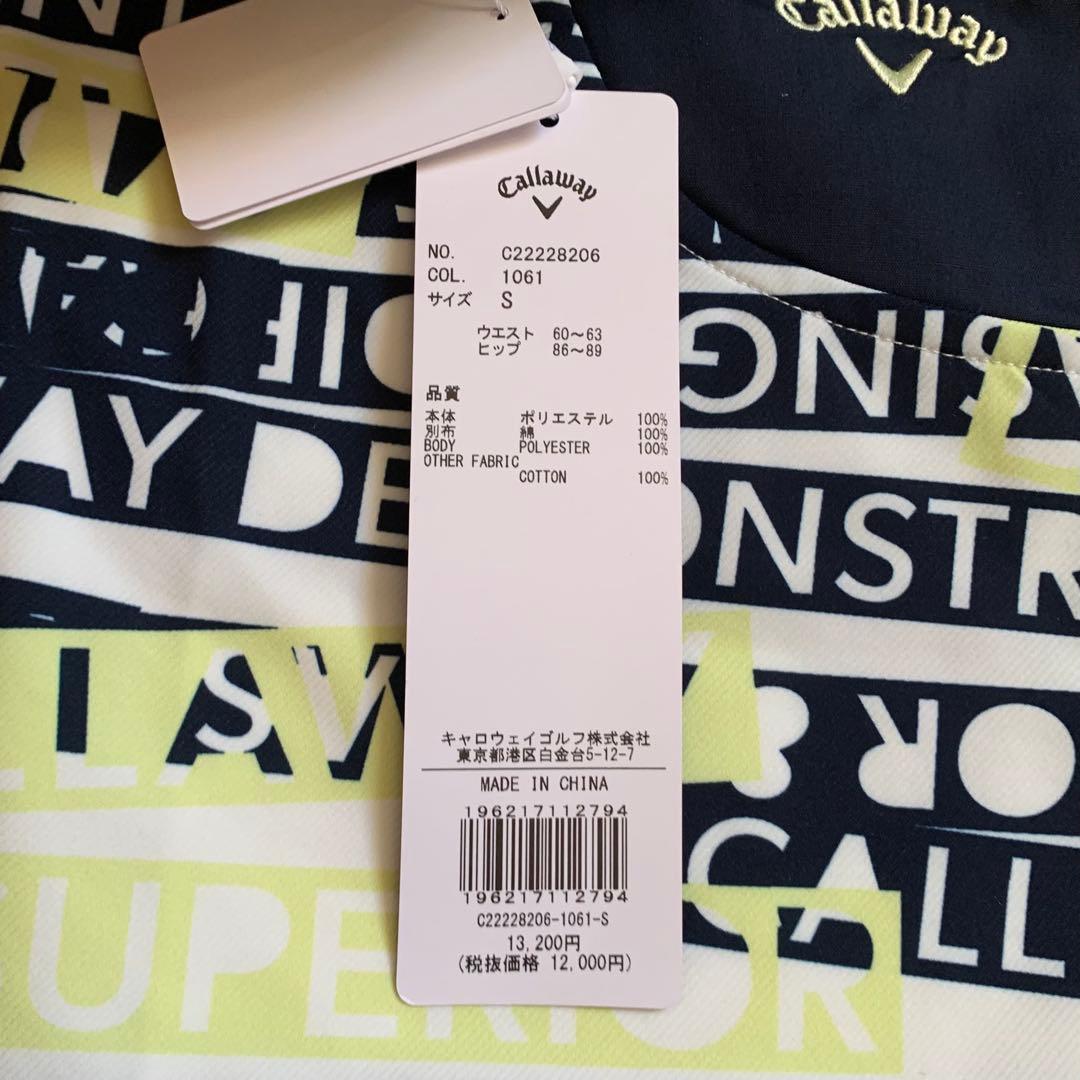 Callaway
Callaway
NO. C22228206
COL. 1061
サイズ S
ウエスト 60～63
ヒップ 86～89
品質
本体 ポリエステル 100%
別布 綿 100%
BODY POLYESTER 100%
OTHER FABRIC
COTTON 100%
キャロウェイゴルフ株式会社
東京都港区白金台5-12-7
MADE IN CHINA
196217112794
196217112794
C22228206-1061-S
13,200円
(税抜価格 12,000円)
SING
AY DE ONSTR
LLAW
OR
CALL
SUPERIOR